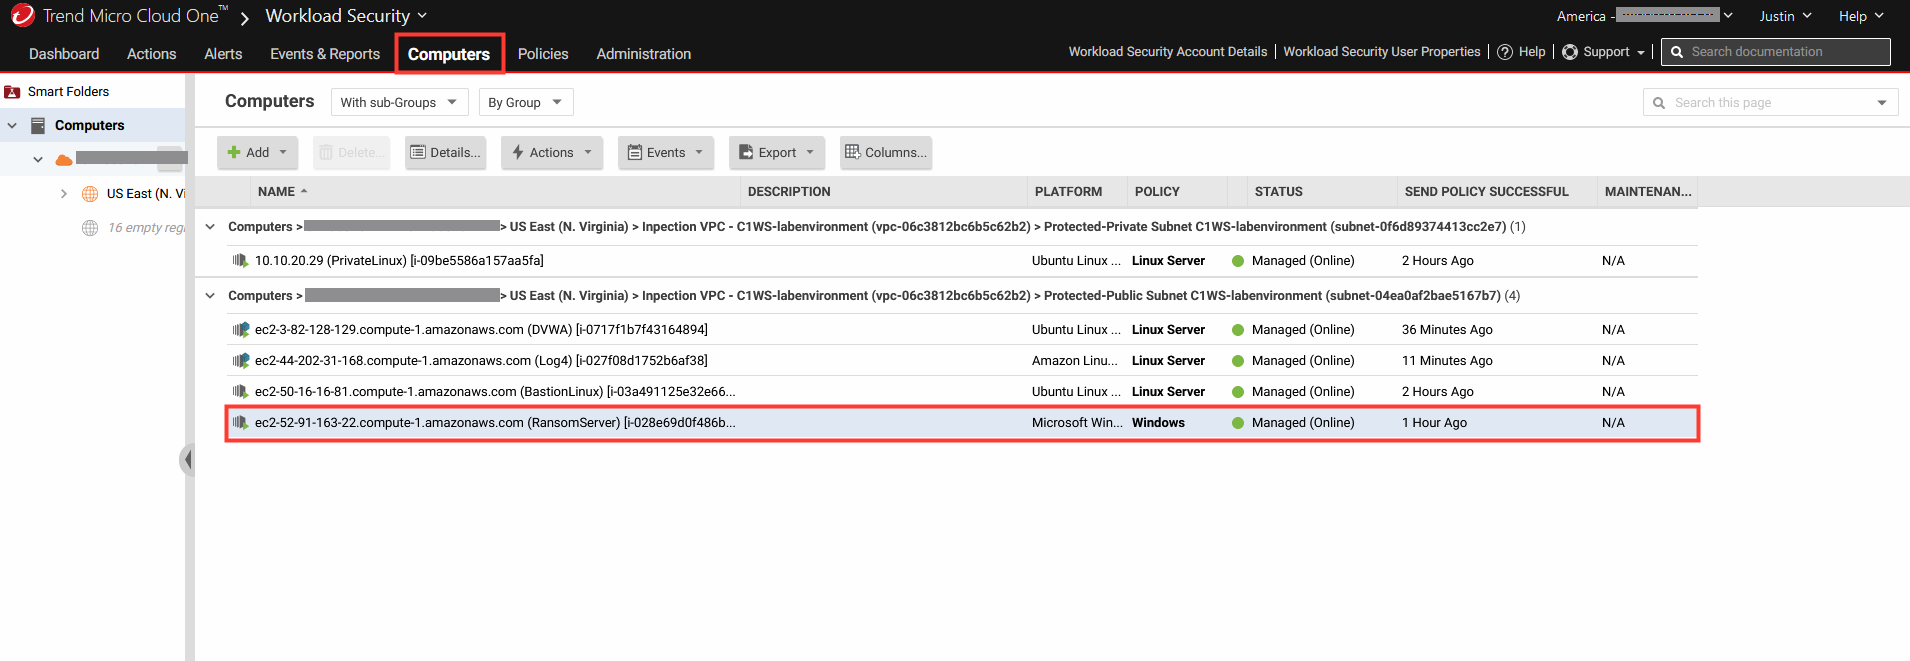 Trend Micro Cloud One™ > Workload Security
America - Justin Help
Dashboard Actions Alerts Events & Reports Computers Policies Administration
Workload Security Account Details | Workload Security User Properties | Help | Support | Search documentation
Smart Folders
Computers
US East (N. Vi
16 empty regi
Computers With sub-Groups By Group Search this page
Add Delete... Details... Actions Events Export Columns...
NAME DESCRIPTION PLATFORM POLICY STATUS SEND POLICY SUCCESSFUL MAINTENAN...
Computers > > US East (N. Virginia) > Inpection VPC - C1WS-labenvironment (vpc-06c3812bc6b5c62b2) > Protected-Private Subnet C1WS-labenvironment (subnet-0f6d89374413cc2e7) (1)
10.10.20.29 (PrivateLinux) [i-09be5586a157aa5fa] Ubuntu Linux ... Linux Server Managed (Online) 2 Hours Ago N/A
Computers > > US East (N. Virginia) > Inpection VPC - C1WS-labenvironment (vpc-06c3812bc6b5c62b2) > Protected-Public Subnet C1WS-labenvironment (subnet-04ea0af2bae5167b7) (4)
ec2-3-82-128-129.compute-1.amazonaws.com (DVWA) [i-0717f1b7f43164894] Ubuntu Linux ... Linux Server Managed (Online) 36 Minutes Ago N/A
ec2-44-202-31-168.compute-1.amazonaws.com (Log4) [i-027f08d1752b6af38] Amazon Linu... Linux Server Managed (Online) 11 Minutes Ago N/A
ec2-50-16-16-81.compute-1.amazonaws.com (BastionLinux) [i-03a491125e32e66... Ubuntu Linux ... Linux Server Managed (Online) 2 Hours Ago N/A
ec2-52-91-163-22.compute-1.amazonaws.com (RansomServer) [i-028e69d0f486b... Microsoft Win... Windows Managed (Online) 1 Hour Ago N/A